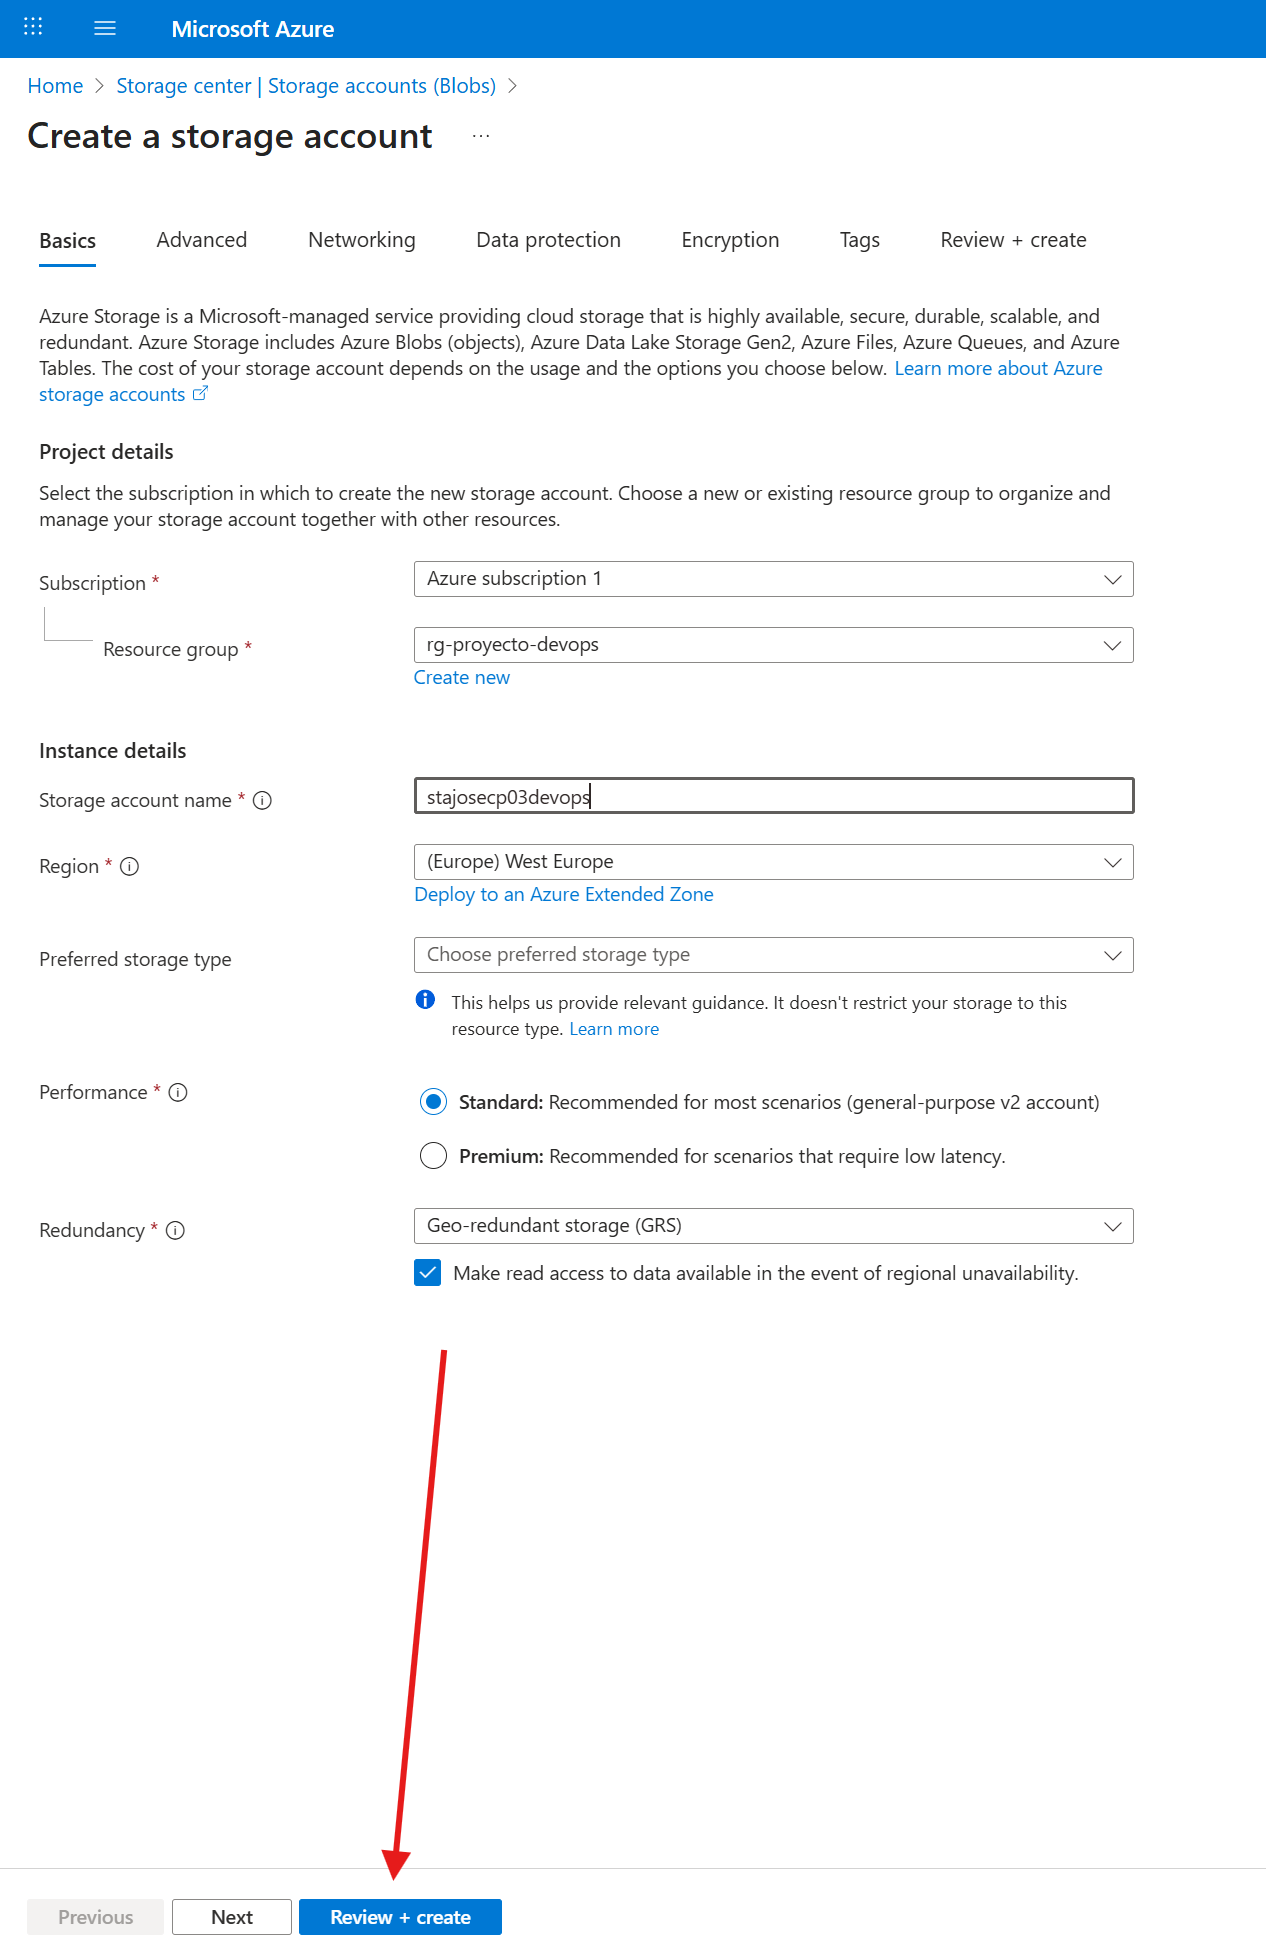 Microsoft Azure
Home > Storage center | Storage accounts (Blobs) >
Create a storage account ...
Basics Advanced Networking Data protection Encryption Tags Review + create
Azure Storage is a Microsoft-managed service providing cloud storage that is highly available, secure, durable, scalable, and
redundant. Azure Storage includes Azure Blobs (objects), Azure Data Lake Storage Gen2, Azure Files, Azure Queues, and Azure
Tables. The cost of your storage account depends on the usage and the options you choose below. Learn more about Azure
storage accounts
Project details
Select the subscription in which to create the new storage account. Choose a new or existing resource group to organize and
manage your storage account together with other resources.
Subscription * Azure subscription 1
Resource group * rg-proyecto-devops
Create new
Instance details
Storage account name * stajosecp03devops
Region * (Europe) West Europe
Deploy to an Azure Extended Zone
Preferred storage type Choose preferred storage type
This helps us provide relevant guidance. It doesn't restrict your storage to this
resource type. Learn more
Performance * Standard: Recommended for most scenarios (general-purpose v2 account)
Premium: Recommended for scenarios that require low latency.
Redundancy * Geo-redundant storage (GRS)
Make read access to data available in the event of regional unavailability.
Previous Next Review + create